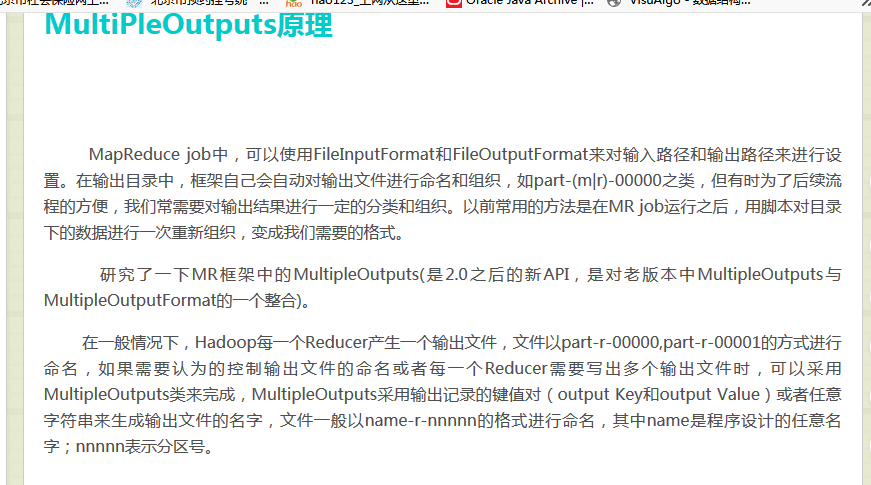 MultiPleOutputs原理
MapReduce job中，可以使用FileInputFormat和FileOutputFormat来对输入路径和输出路径来进行设
置。在输出目录中，框架自己会自动对输出文件进行命名和组织，如part-(m|r)-00000之类，但有时为了后续流
程的方便，我们常需要对输出结果进行一定的分类和组织。以前常用的方法是在MR job运行之后，用脚本对目录
下的数据进行一次重新组织，变成我们需要的格式。
研究了一下MR框架中的MultipleOutputs(是2.0之后的新API，是对老版本中MultipleOutputs与
MultipleOutputFormat的一个整合)。
在一般情况下，Hadoop每一个Reducer产生一个输出文件，文件以part-r-00000,part-r-00001的方式进行
命名，如果需要认为的控制输出文件的命名或者每一个Reducer需要写出多个输出文件时，可以采用
MultipleOutputs类来完成，MultipleOutputs采用输出记录的键值对（output Key和output Value）或者任意
字符串来生成输出文件的名字，文件一般以name-r-nnnnn的格式进行命名，其中name是程序设计的任意名
字；nnnnn表示分区号。